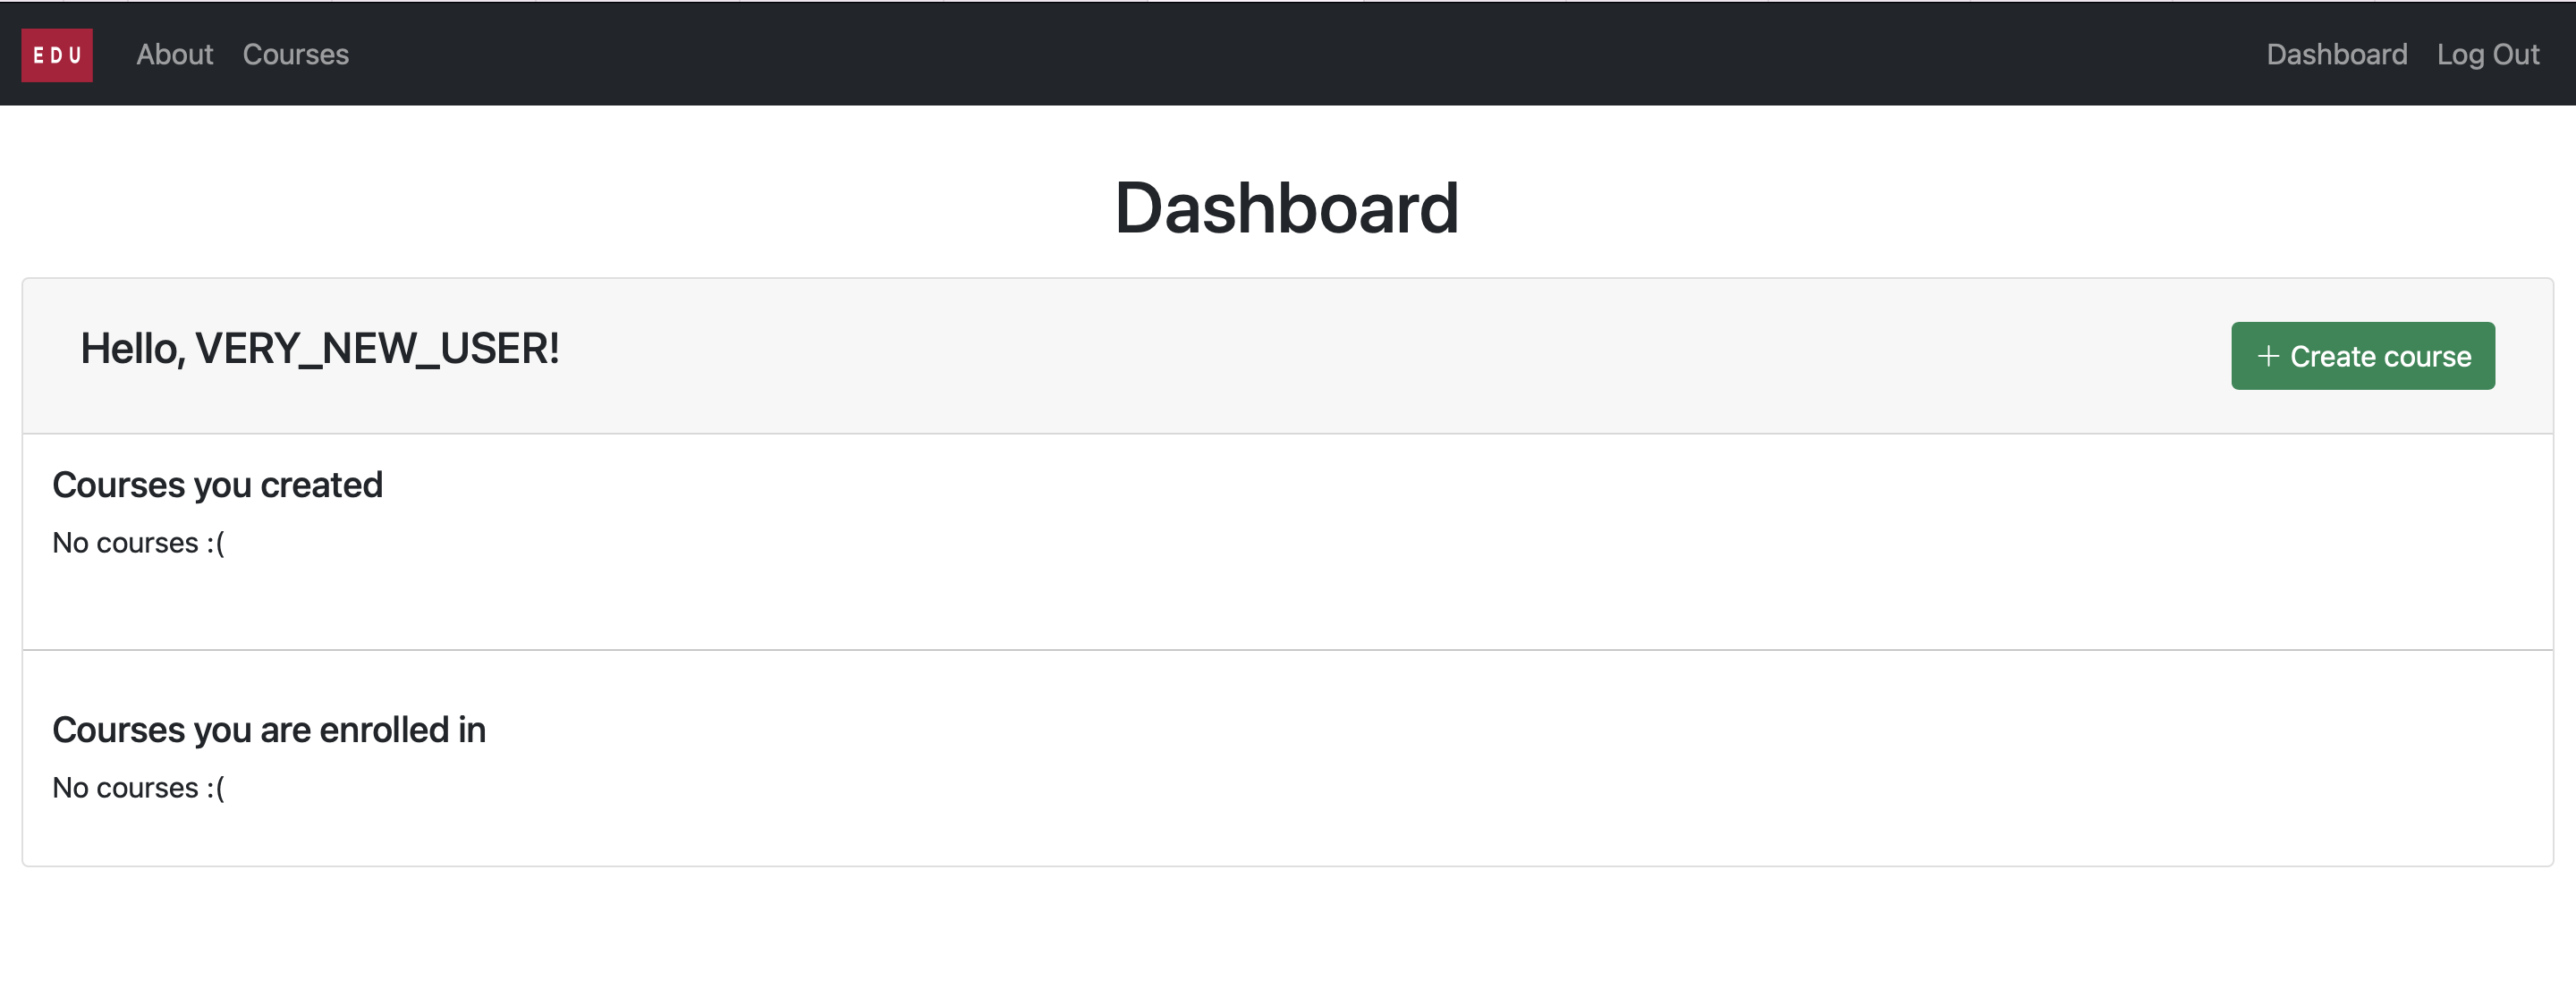 EDU About Courses Dashboard Log Out
Dashboard
Hello, VERY_NEW_USER!
+ Create course
Courses you created
No courses :(
Courses you are enrolled in
No courses :(